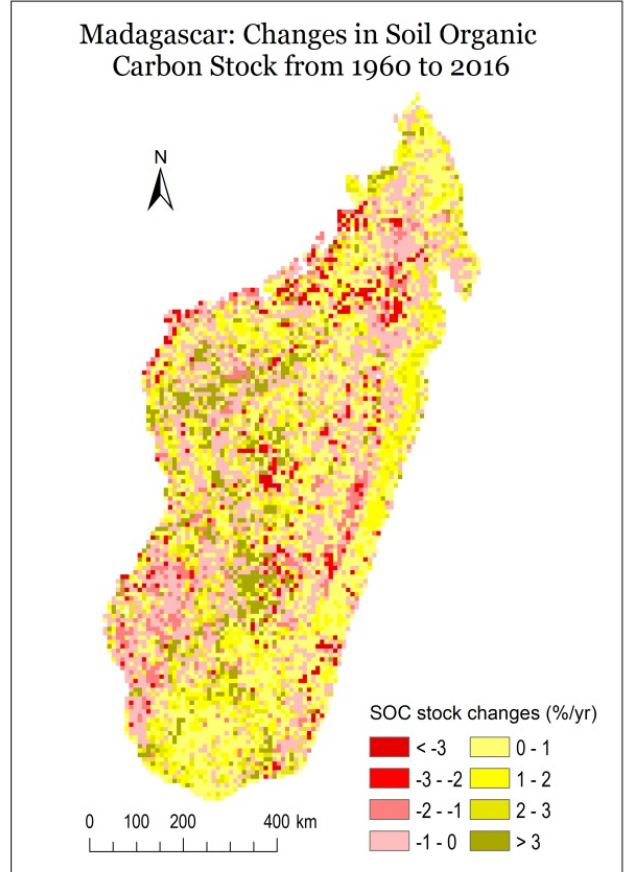 Madagascar: Changes in Soil Organic
Carbon Stock from 1960 to 2016
N
SOC stock changes (%/yr)
< -3
0 - 1
-3 - -2
1 - 2
-2 - -1
2 - 3
-1 - 0
> 3
0 100 200 400 km